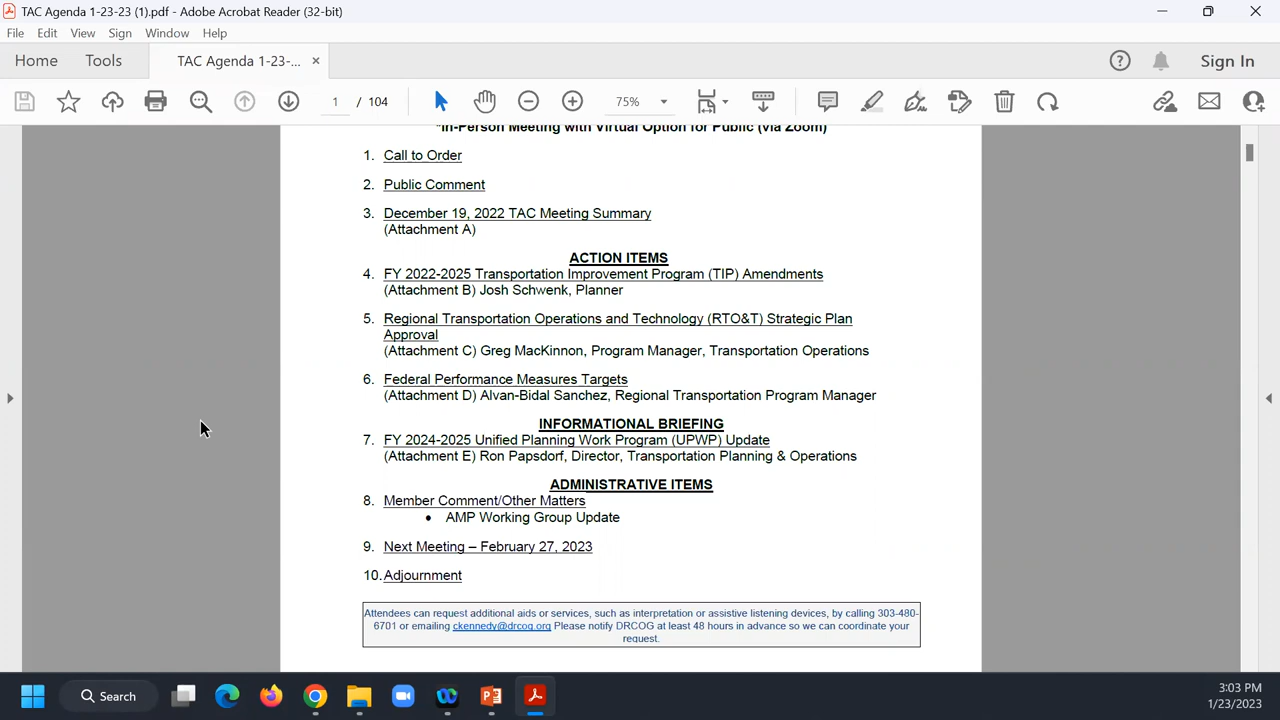 TAC Agenda 1-23-23 (1).pdf - Adobe Acrobat Reader (32-bit)
File Edit View Sign Window Help
Home Tools TAC Agenda 1-23-... × Sign In
1 / 104 75%
*In-Person Meeting with Virtual Option for Public (via Zoom)
1. Call to Order
2. Public Comment
3. December 19, 2022 TAC Meeting Summary
(Attachment A)
ACTION ITEMS
4. FY 2022-2025 Transportation Improvement Program (TIP) Amendments
(Attachment B) Josh Schwenk, Planner
5. Regional Transportation Operations and Technology (RTO&T) Strategic Plan
Approval
(Attachment C) Greg MacKinnon, Program Manager, Transportation Operations
6. Federal Performance Measures Targets
(Attachment D) Alvan-Bidal Sanchez, Regional Transportation Program Manager
INFORMATIONAL BRIEFING
7. FY 2024-2025 Unified Planning Work Program (UPWP) Update
(Attachment E) Ron Papsdorf, Director, Transportation Planning & Operations
ADMINISTRATIVE ITEMS
8. Member Comment/Other Matters
• AMP Working Group Update
9. Next Meeting – February 27, 2023
10. Adjournment
Attendees can request additional aids or services, such as interpretation or assistive listening devices, by calling 303-480-
6701 or emailing ckennedy@drcog.org Please notify DRCOG at least 48 hours in advance so we can coordinate your
request.
Search
3:03 PM
1/23/2023